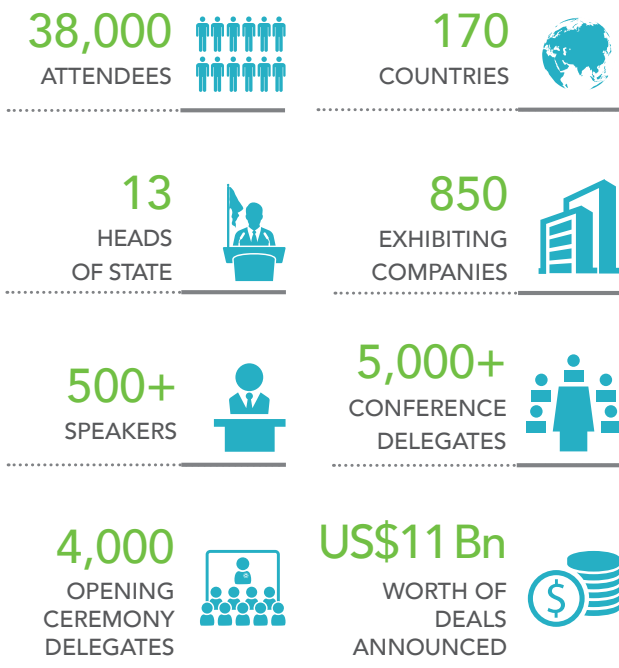 38,000
ATTENDEES
170
COUNTRIES
13
HEADS
OF STATE
850
EXHIBITING
COMPANIES
500+
SPEAKERS
5,000+
CONFERENCE
DELEGATES
4,000
OPENING
CEREMONY
DELEGATES
US$11 Bn
WORTH OF
DEALS
ANNOUNCED
$